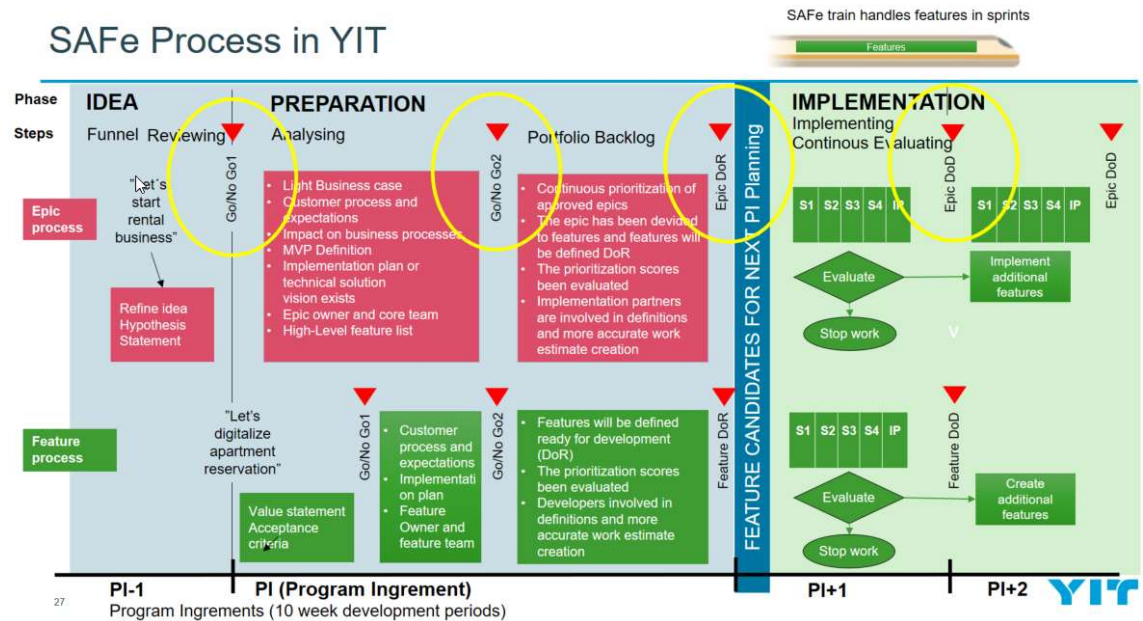 SAFe Process in YIT
SAFe train handles features in sprints
Features
Phase
IDEA
PREPARATION
IMPLEMENTATION
Steps
Funnel
Reviewing
Analysing
Portfolio Backlog
Implementing
Continous Evaluating
Go/No Go1
Go/No Go2
Epic DoR
FEATURE CANDIDATES FOR NEXT PI Planning
Epic DoD
Epic DoD
Epic
process
"Let´s
start
rental
business"
Refine idea
Hypothesis
Statement
• Light Business case
• Customer process and
expectations
• Impact on business processes
• MVP Definition
• Implementation plan or
technical solution
vision exists
• Epic owner and core team
• High-Level feature list
• Continuous prioritization of
approved epics
• The epic has been devided
to features and features will
be defined DoR
• The prioritization scores
been evaluated
• Implementation partners
are involved in definitions
and more accurate work
estimate creation
S1 S2 S3 S4 IP
S1 S2 S3 S4 IP
Evaluate
Implement
additional
features
Stop work
V
Feature
process
"Let's
digitalize
apartment
reservation"
Value statement
Acceptance
criteria
Go/No Go1
• Customer
process and
expectations
• Implementati
on plan
• Feature
Owner and
feature team
Go/No Go2
• Features will be defined
ready for development
(DoR)
• The prioritization scores
been evaluated
• Developers involved in
definitions and more
accurate work estimate
creation
Feature DoR
S1 S2 S3 S4 IP
Feature DoD
Evaluate
Create
additional
features
Stop work
PI-1
PI (Program Ingrement)
PI+1
PI+2
YIT
27
Program Ingrements (10 week development periods)